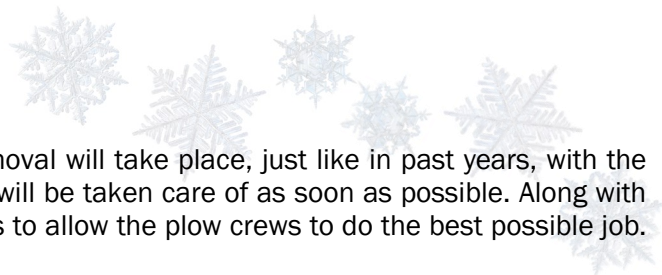 will take place, just like in past years, with the
will be taken care of as soon as possible. Along with
to allow the plow crews to do the best possible job.